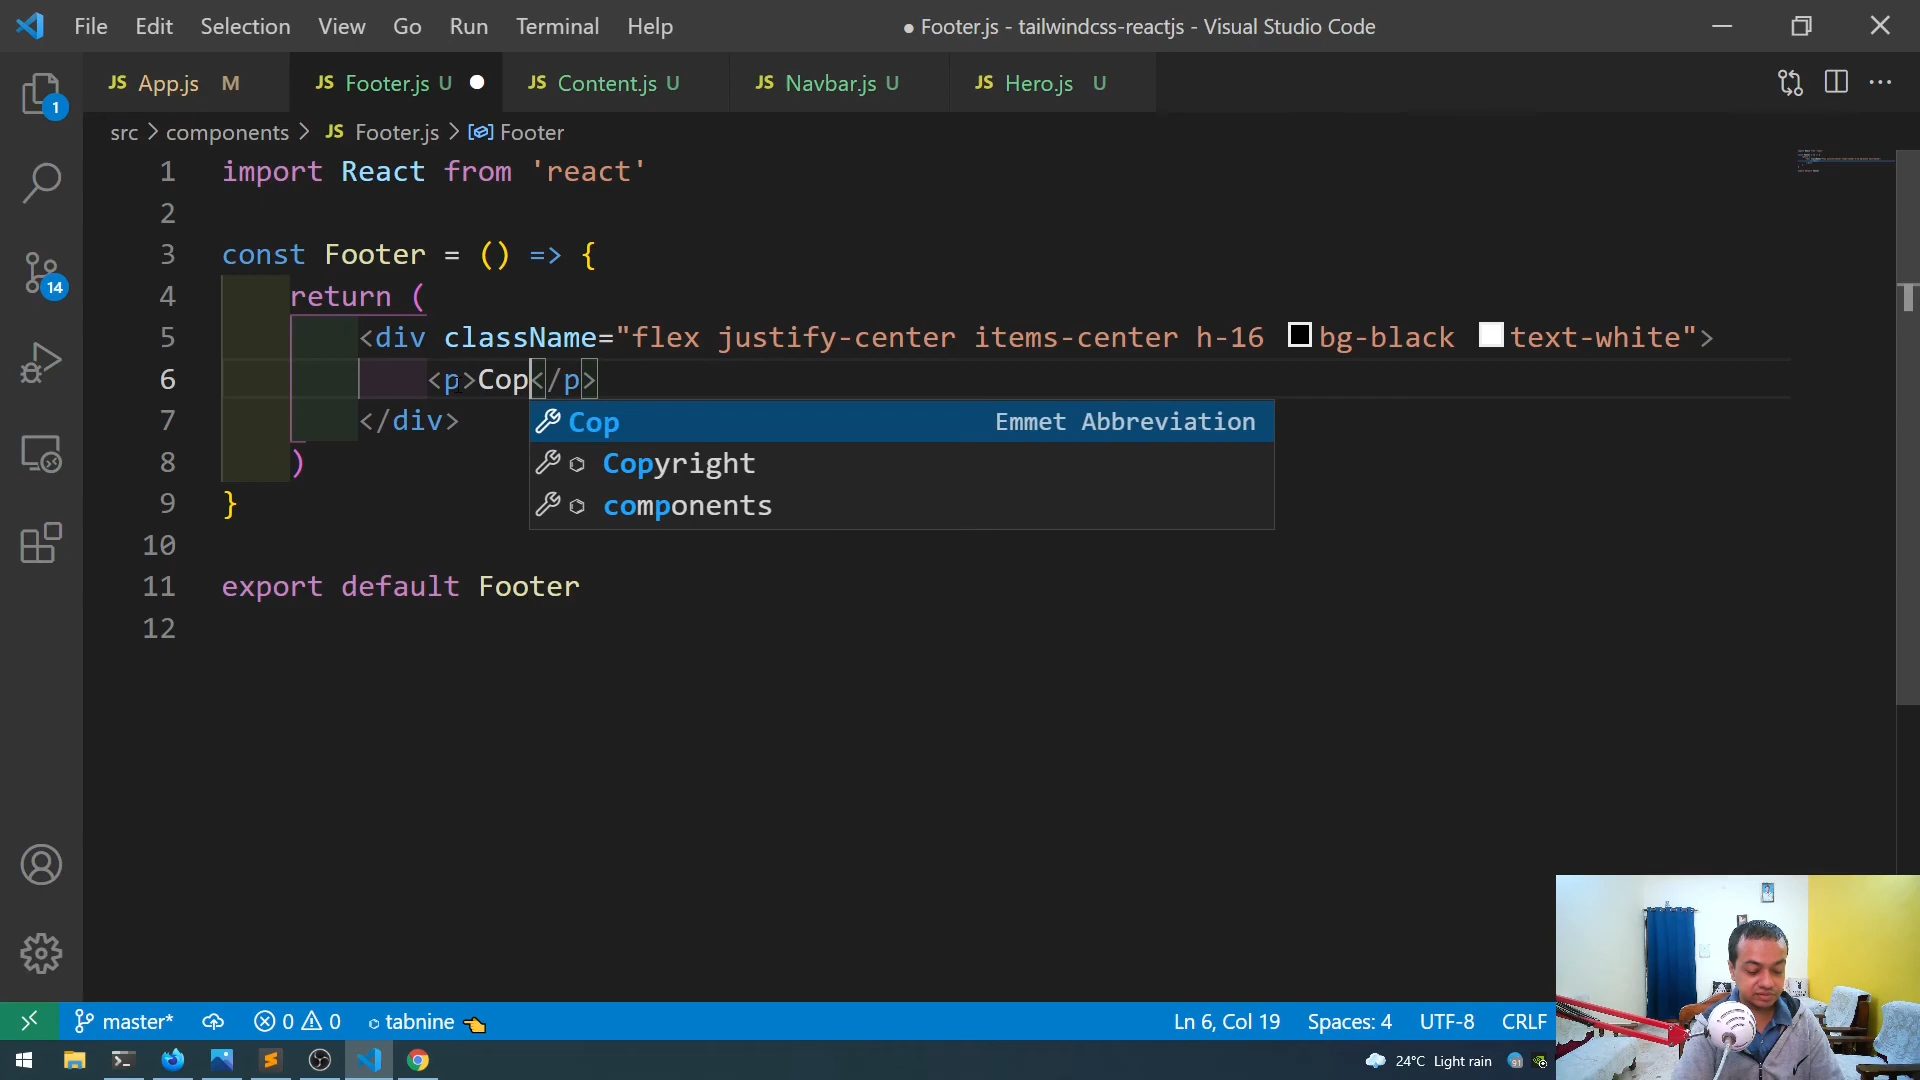 File Edit Selection View Go Run Terminal Help ● Footer.js - tailwindcss-reactjs - Visual Studio Code
JS App.js M JS Footer.js U JS Content.js U JS Navbar.js U JS Hero.js U
1
src > components > JS Footer.js > Footer
1 import React from 'react'
2
3 const Footer = () => {
4 return (
5 <div className="flex justify-center items-center h-16 bg-black text-white">
6 <p>Cop</p>
7 </div>
Cop Emmet Abbreviation
8 )
Copyright
9 }
components
10
11 export default Footer
12
14
master* 0 0 tabnine Ln 6, Col 19 Spaces: 4 UTF-8 CRLF
24°C Light rain 91